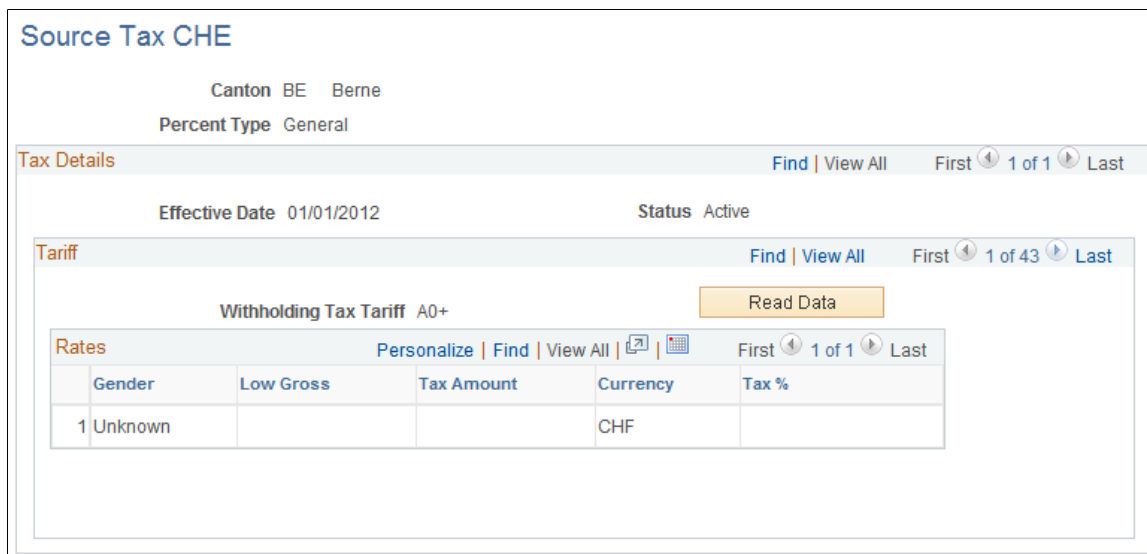 Source Tax CHE
Canton BE Berne
Percent Type General
Tax Details Find | View All First 1 of 1 Last
Effective Date 01/01/2012 Status Active
Tariff Find | View All First 1 of 43 Last
Withholding Tax Tariff A0+ Read Data
Rates Personalize | Find | View All | | First 1 of 1 Last
Gender Low Gross Tax Amount Currency Tax %
1 Unknown CHF